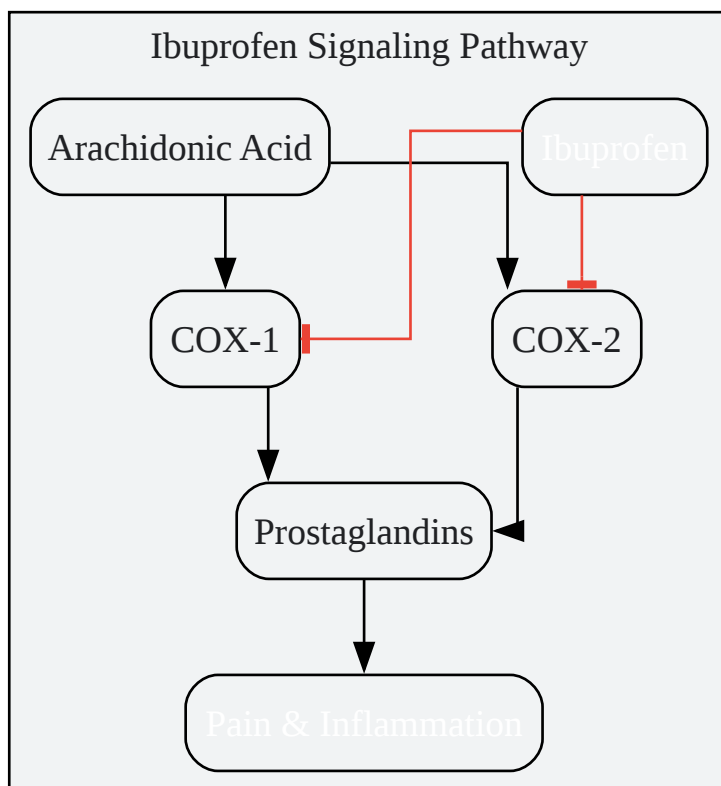 Ibuprofen Signaling Pathway
Arachidonic Acid
Ibuprofen
COX-1
COX-2
Prostaglandins
Pain & Inflammation